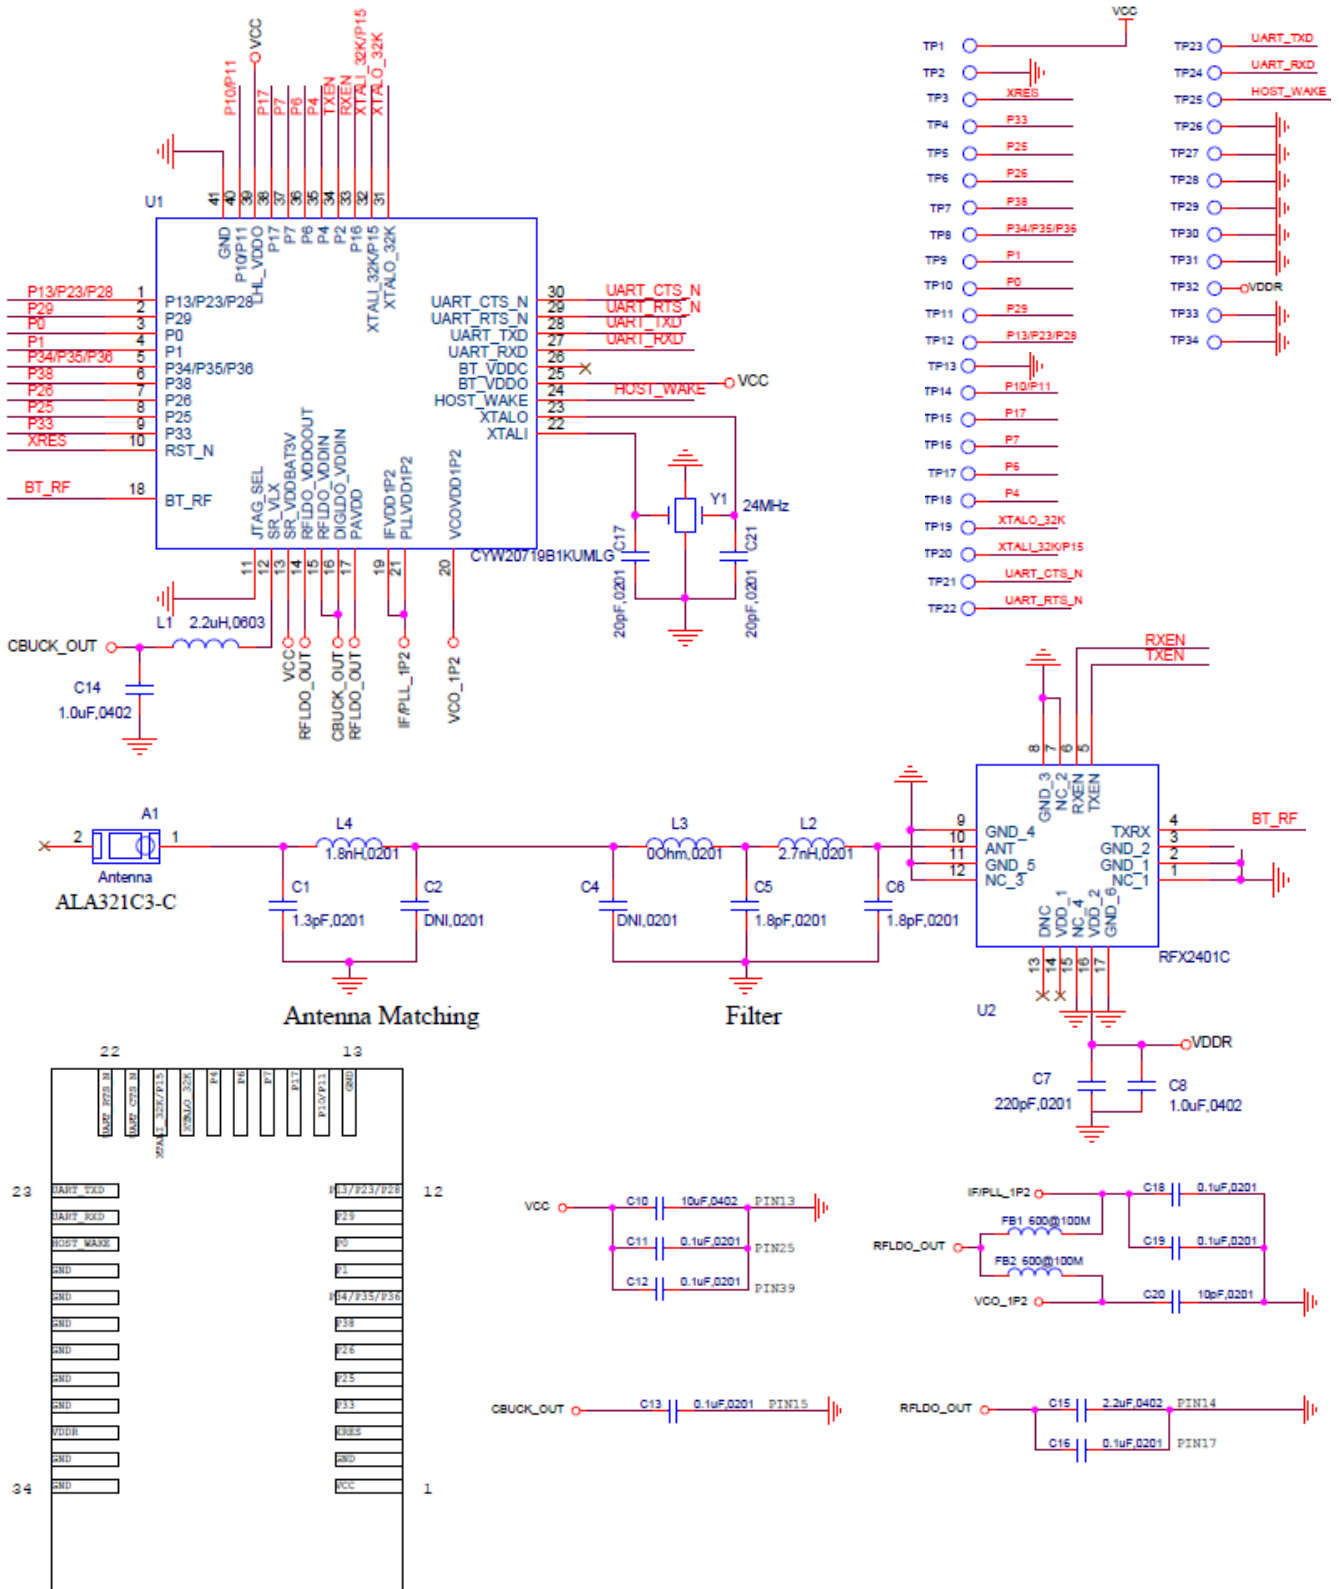 VCC
P10/P11
P17
P7
P6
P4
TXEN
RXEN
XTALI_32K/P15
XTALO_32K
U1
41
40
39
38
37
36
35
34
33
32
31
GND
P10/P11
LHL_VDDO
P17
P7
P6
P4
P2
P16
XTALI_32K/P15
XTALO_32K
P13/P23/P28 1 P13/P23/P28
P29 2 P29
P0 3 P0
P1 4 P1
P34/P35/P36 5 P34/P35/P36
P38 6 P38
P26 7 P26
P25 8 P25
P33 9 P33
XRES 10 RST_N
BT_RF 18 BT_RF
UART_CTS_N 30 UART_CTS_N
UART_RTS_N 29 UART_RTS_N
UART_TXD 28 UART_TXD
UART_RXD 27 UART_RXD
BT_VDDC 26
BT_VDDO 25 VCC
HOST_WAKE 24 HOST_WAKE
XTALO 23
XTALI 22
JTAG_SEL
SR_VLX
SR_VDDBAT3V
RFLDO_VDDOOUT
RFLDO_VDDIN
DIGLDO_VDDIN
PAVDD
IFVDD1P2
PLLVDD1P2
VCOVDD1P2
11
12
13
14
15
16
17
19
21
20
CYW20719B1KUMLG
Y1
24MHz
C17
20pF,0201
C21
20pF,0201
L1 2.2uH,0603
CBUCK_OUT
C14
1.0uF,0402
VCC
RFLDO_OUT
CBUCK_OUT
RFLDO_OUT
IF/PLL_1P2
VCO_1P2
VCC
TP1
TP2
TP3 XRES
TP4 P33
TP5 P25
TP6 P26
TP7 P38
TP8 P34/P35/P36
TP9 P1
TP10 P0
TP11 P29
TP12 P13/P23/P28
TP13
TP14 P10/P11
TP15 P17
TP16 P7
TP17 P6
TP18 P4
TP19 XTALO_32K
TP20 XTALI_32K/P15
TP21 UART_CTS_N
TP22 UART_RTS_N
TP23 UART_TXD
TP24 UART_RXD
TP25 HOST_WAKE
TP26
TP27
TP28
TP29
TP30
TP31
TP32 VDDR
TP33
TP34
RXEN
TXEN
8
7
6
5
GND_3
NC_2
RXEN
TXEN
9 GND_4
10 ANT
11 GND_5
12 NC_3
TXRX 4 BT_RF
GND_2 3
GND_1 2
NC_1 1
DNC
VDD_1
NC_4
VDD_2
GND_6
13
14
15
16
17
RFX2401C
U2
VDDR
C7
220pF,0201
C8
1.0uF,0402
A1
2 1
Antenna
ALA321C3-C
L4
1.8nH,0201
C1
1.3pF,0201
C2
DNI,0201
L3
0Ohm,0201
L2
2.7nH,0201
C4
DNI,0201
C5
1.8pF,0201
C6
1.8pF,0201
Antenna Matching
Filter
22 13
UART_RTS_N
UART_CTS_N
XTALI_32K/P15
XTALO_32K
P4
P6
P7
P17
P10/P11
GND
23 UART_TXD
UART_RXD
HOST_WAKE
GND
GND
GND
GND
GND
GND
VDDR
GND
34 GND
P13/P23/P28 12
P29
P0
P1
P34/P35/P36
P38
P26
P25
P33
XRES
GND
VCC 1
VCC
C10 10uF,0402 PIN13
C11 0.1uF,0201 PIN25
C12 0.1uF,0201 PIN39
CBUCK_OUT C13 0.1uF,0201 PIN15
IF/PLL_1P2 C18 0.1uF,0201
FB1 600@100M
RFLDO_OUT C19 0.1uF,0201
FB2 600@100M
VCO_1P2 C20 10pF,0201
RFLDO_OUT C15 2.2uF,0402 PIN14
C16 0.1uF,0201 PIN17